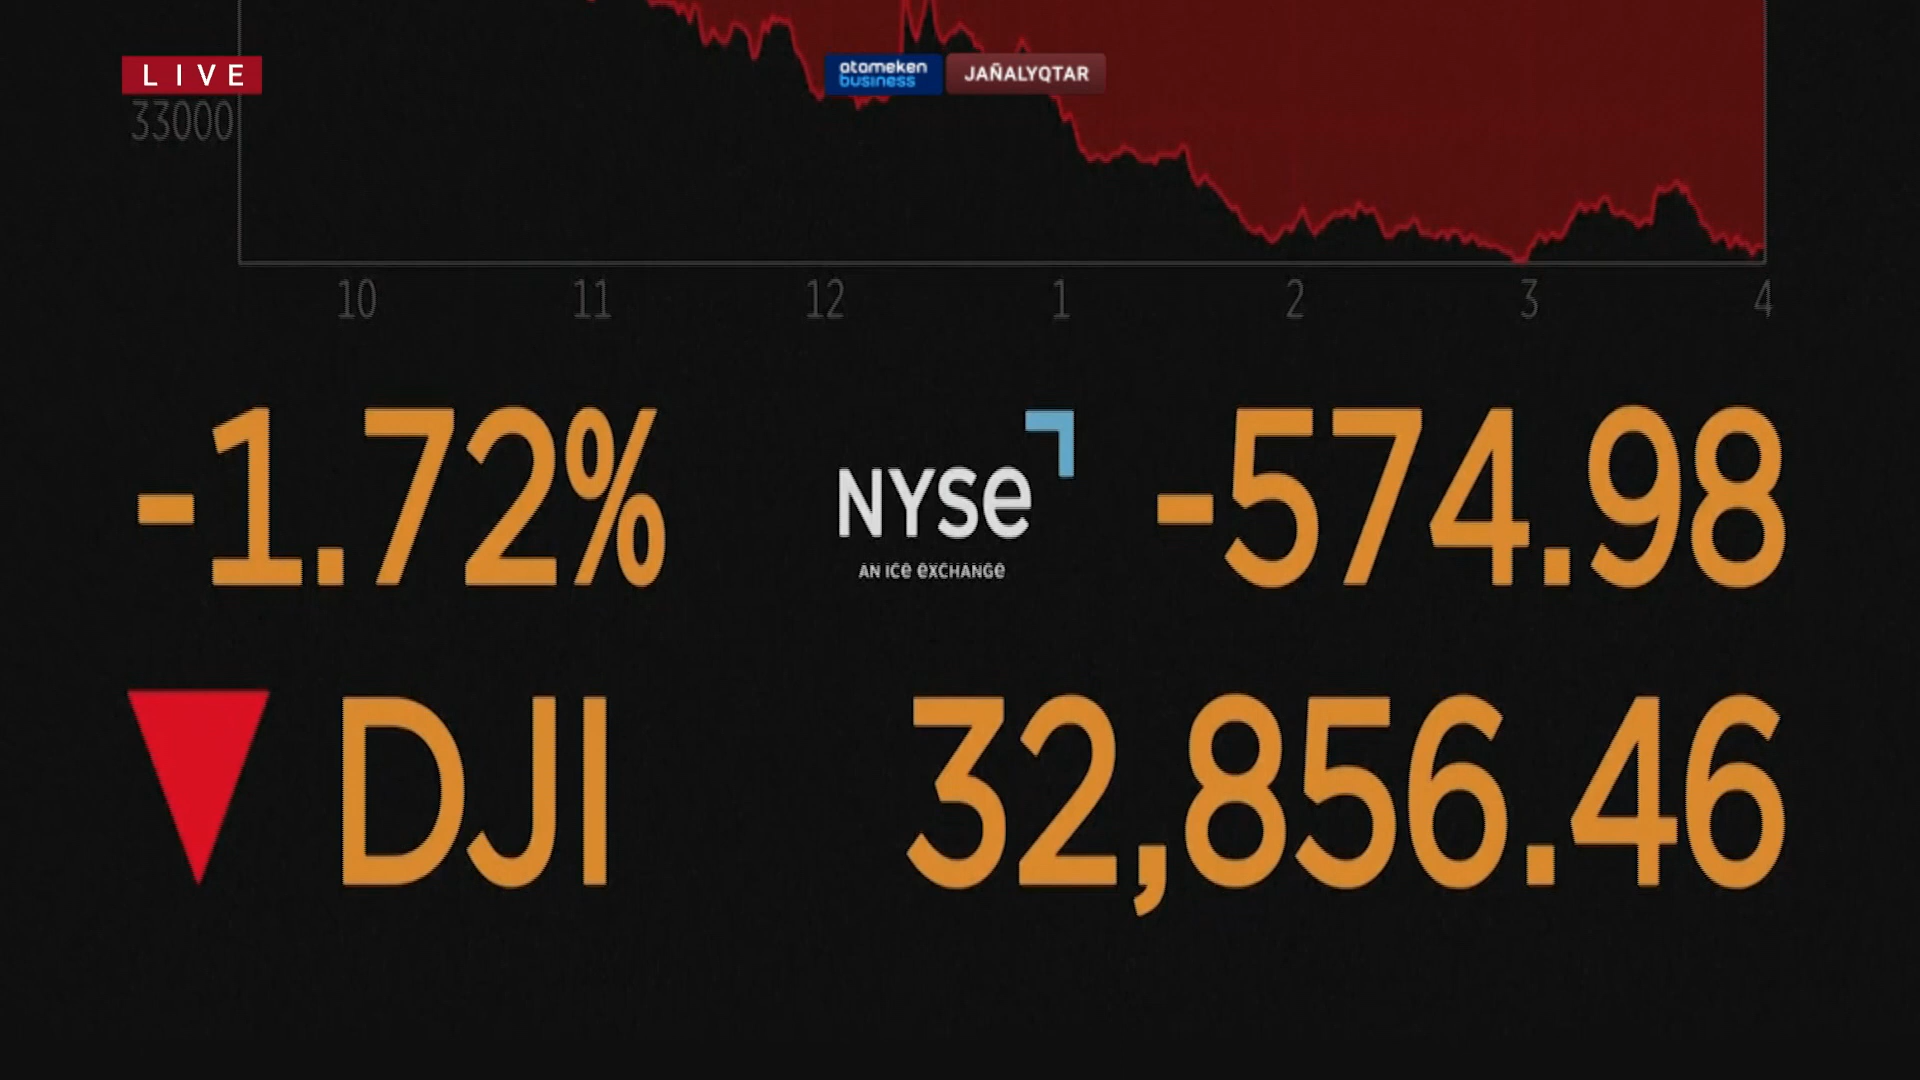 LIVE
atameken
business
JAÑALYQTAR
33000
10 11 12 1 2 3 4
-1.72%
NYSE
AN ICE EXCHANGE
-574.98
DJI
32,856.46